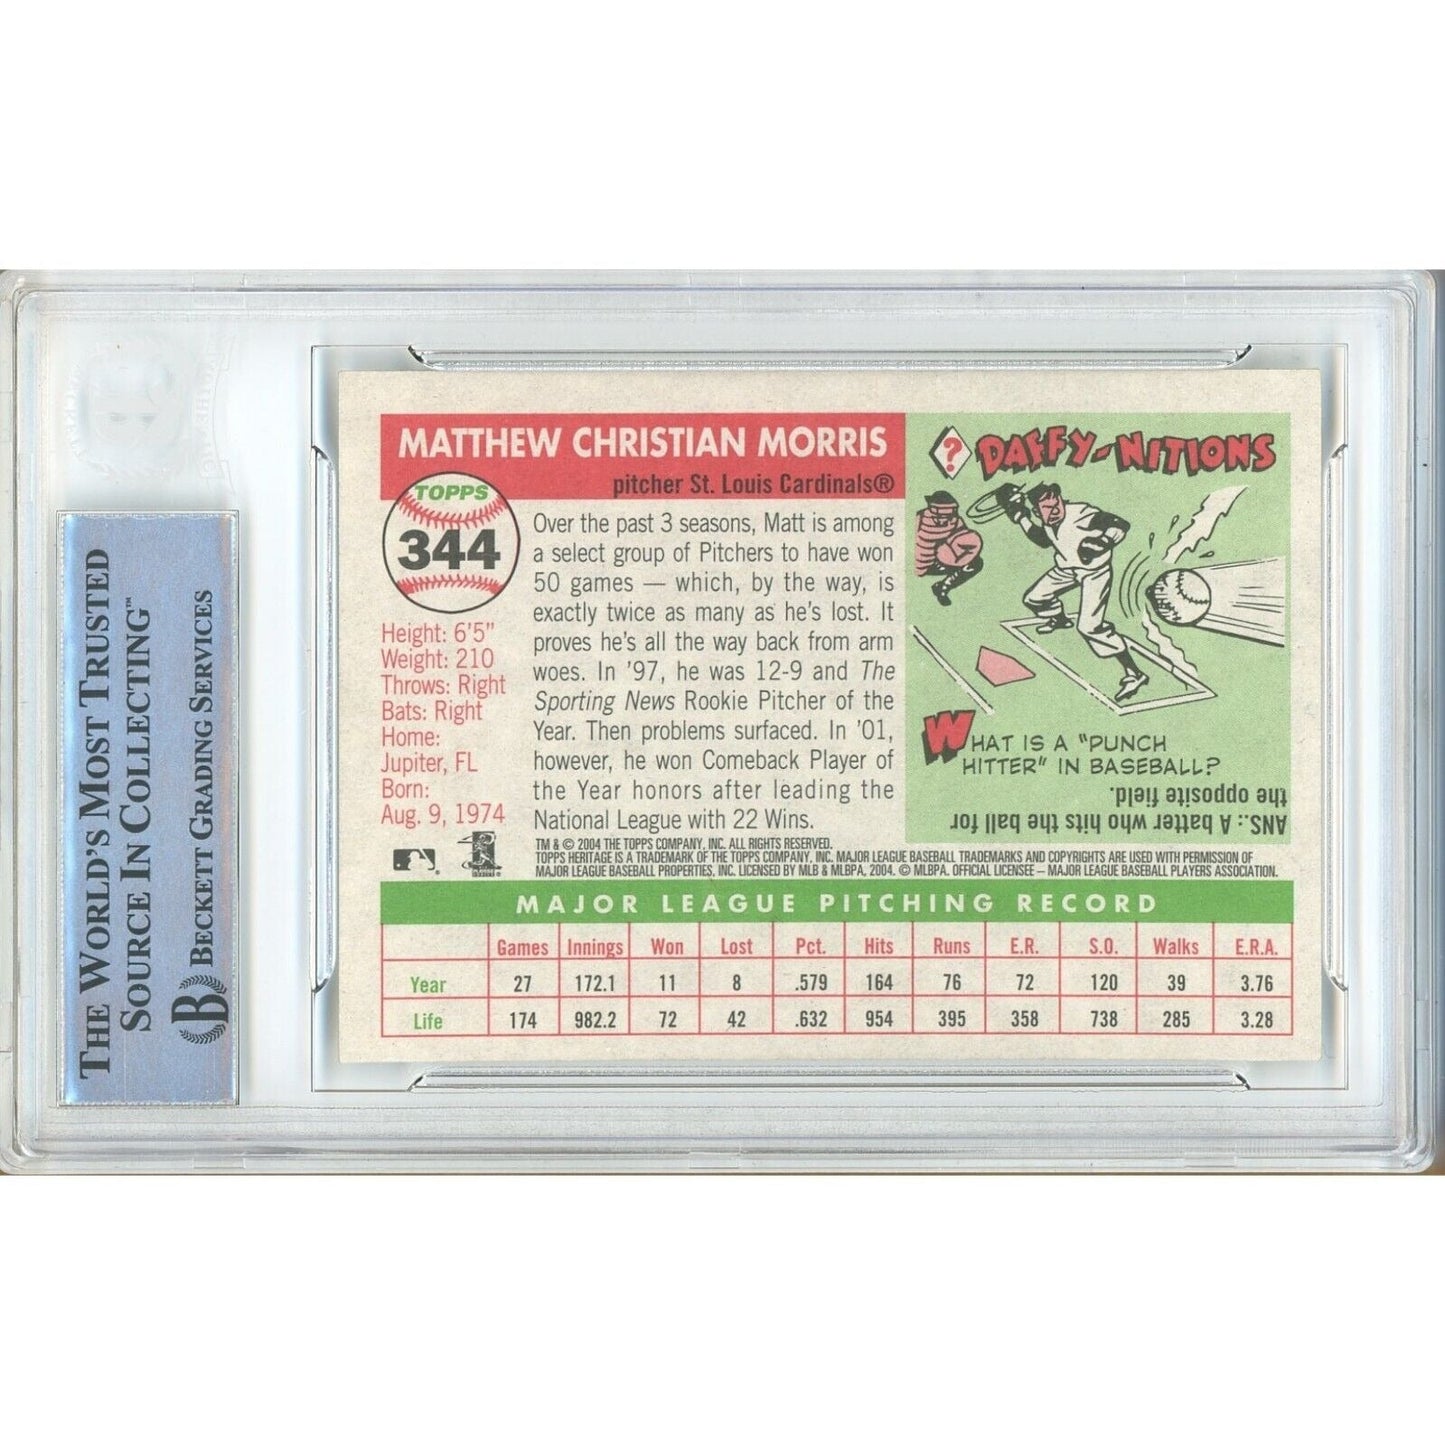 THE WORLD'S MOST TRUSTED
SOURCE IN COLLECTING™
BECKETT GRADING SERVICES
B
MATTHEW CHRISTIAN MORRIS
pitcher St. Louis Cardinals®
TOPPS
344
Height: 6'5"
Weight: 210
Throws: Right
Bats: Right
Home:
Jupiter, FL
Born:
Aug. 9, 1974
Over the past 3 seasons, Matt is among
a select group of Pitchers to have won
50 games — which, by the way, is
exactly twice as many as he's lost. It
proves he's all the way back from arm
woes. In '97, he was 12-9 and The
Sporting News Rookie Pitcher of the
Year. Then problems surfaced. In '01,
however, he won Comeback Player of
the Year honors after leading the
National League with 22 Wins.
? DAFFY-NITIONS
WHAT IS A "PUNCH
HITTER" IN BASEBALL?
ANS.: A batter who hits the ball for
the opposite field.
TM & © 2004 THE TOPPS COMPANY, INC. ALL RIGHTS RESERVED.
TOPPS HERITAGE IS A TRADEMARK OF THE TOPPS COMPANY, INC. MAJOR LEAGUE BASEBALL TRADEMARKS AND COPYRIGHTS ARE USED WITH PERMISSION OF
MAJOR LEAGUE BASEBALL PROPERTIES, INC. LICENSED BY MLB & MLBPA, 2004. © MLBPA. OFFICIAL LICENSEE – MAJOR LEAGUE BASEBALL PLAYERS ASSOCIATION.
MAJOR LEAGUE PITCHING RECORD
Games Innings Won Lost Pct. Hits Runs E.R. S.O. Walks E.R.A.
Year 27 172.1 11 8 .579 164 76 72 120 39 3.76
Life 174 982.2 72 42 .632 954 395 358 738 285 3.28